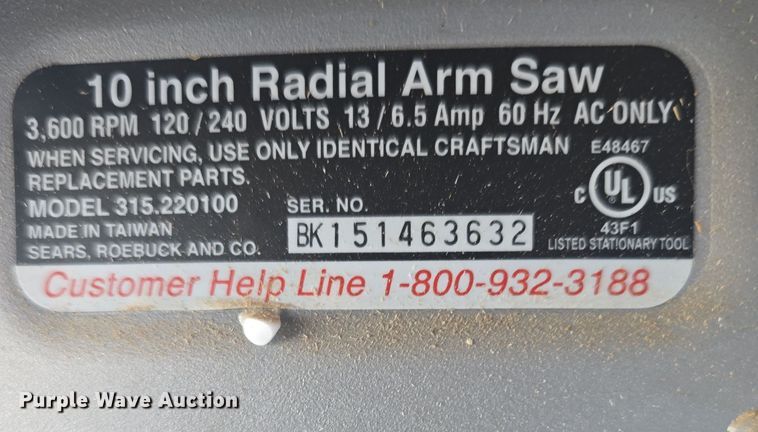 10 inch Radial Arm Saw
3,600 RPM 120/240 VOLTS 13/6.5 Amp 60 Hz AC ONLY
WHEN SERVICING, USE ONLY IDENTICAL CRAFTSMAN
REPLACEMENT PARTS.
E48467
MODEL 315.220100
SER. NO.
C UL US
MADE IN TAIWAN
BK151463632
43F1
SEARS, ROEBUCK AND CO.
LISTED STATIONARY TOOL
Customer Help Line 1-800-932-3188
Purple Wave Auction